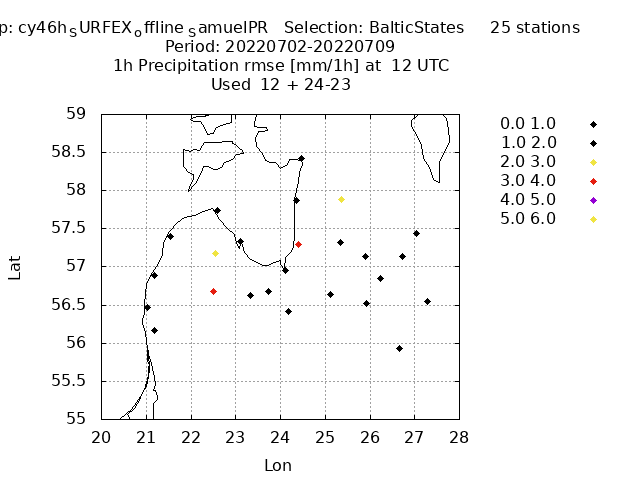 p: cy46h_SURFEX_offline_SamuelPR Selection: BalticStates 25 stations
Period: 20220702-20220709
1h Precipitation rmse [mm/1h] at 12 UTC
Used 12 + 24-23
59
58.5
58
57.5
57
56.5
56
55.5
55
Lat
20 21 22 23 24 25 26 27 28
Lon
0.0 1.0
1.0 2.0
2.0 3.0
3.0 4.0
4.0 5.0
5.0 6.0